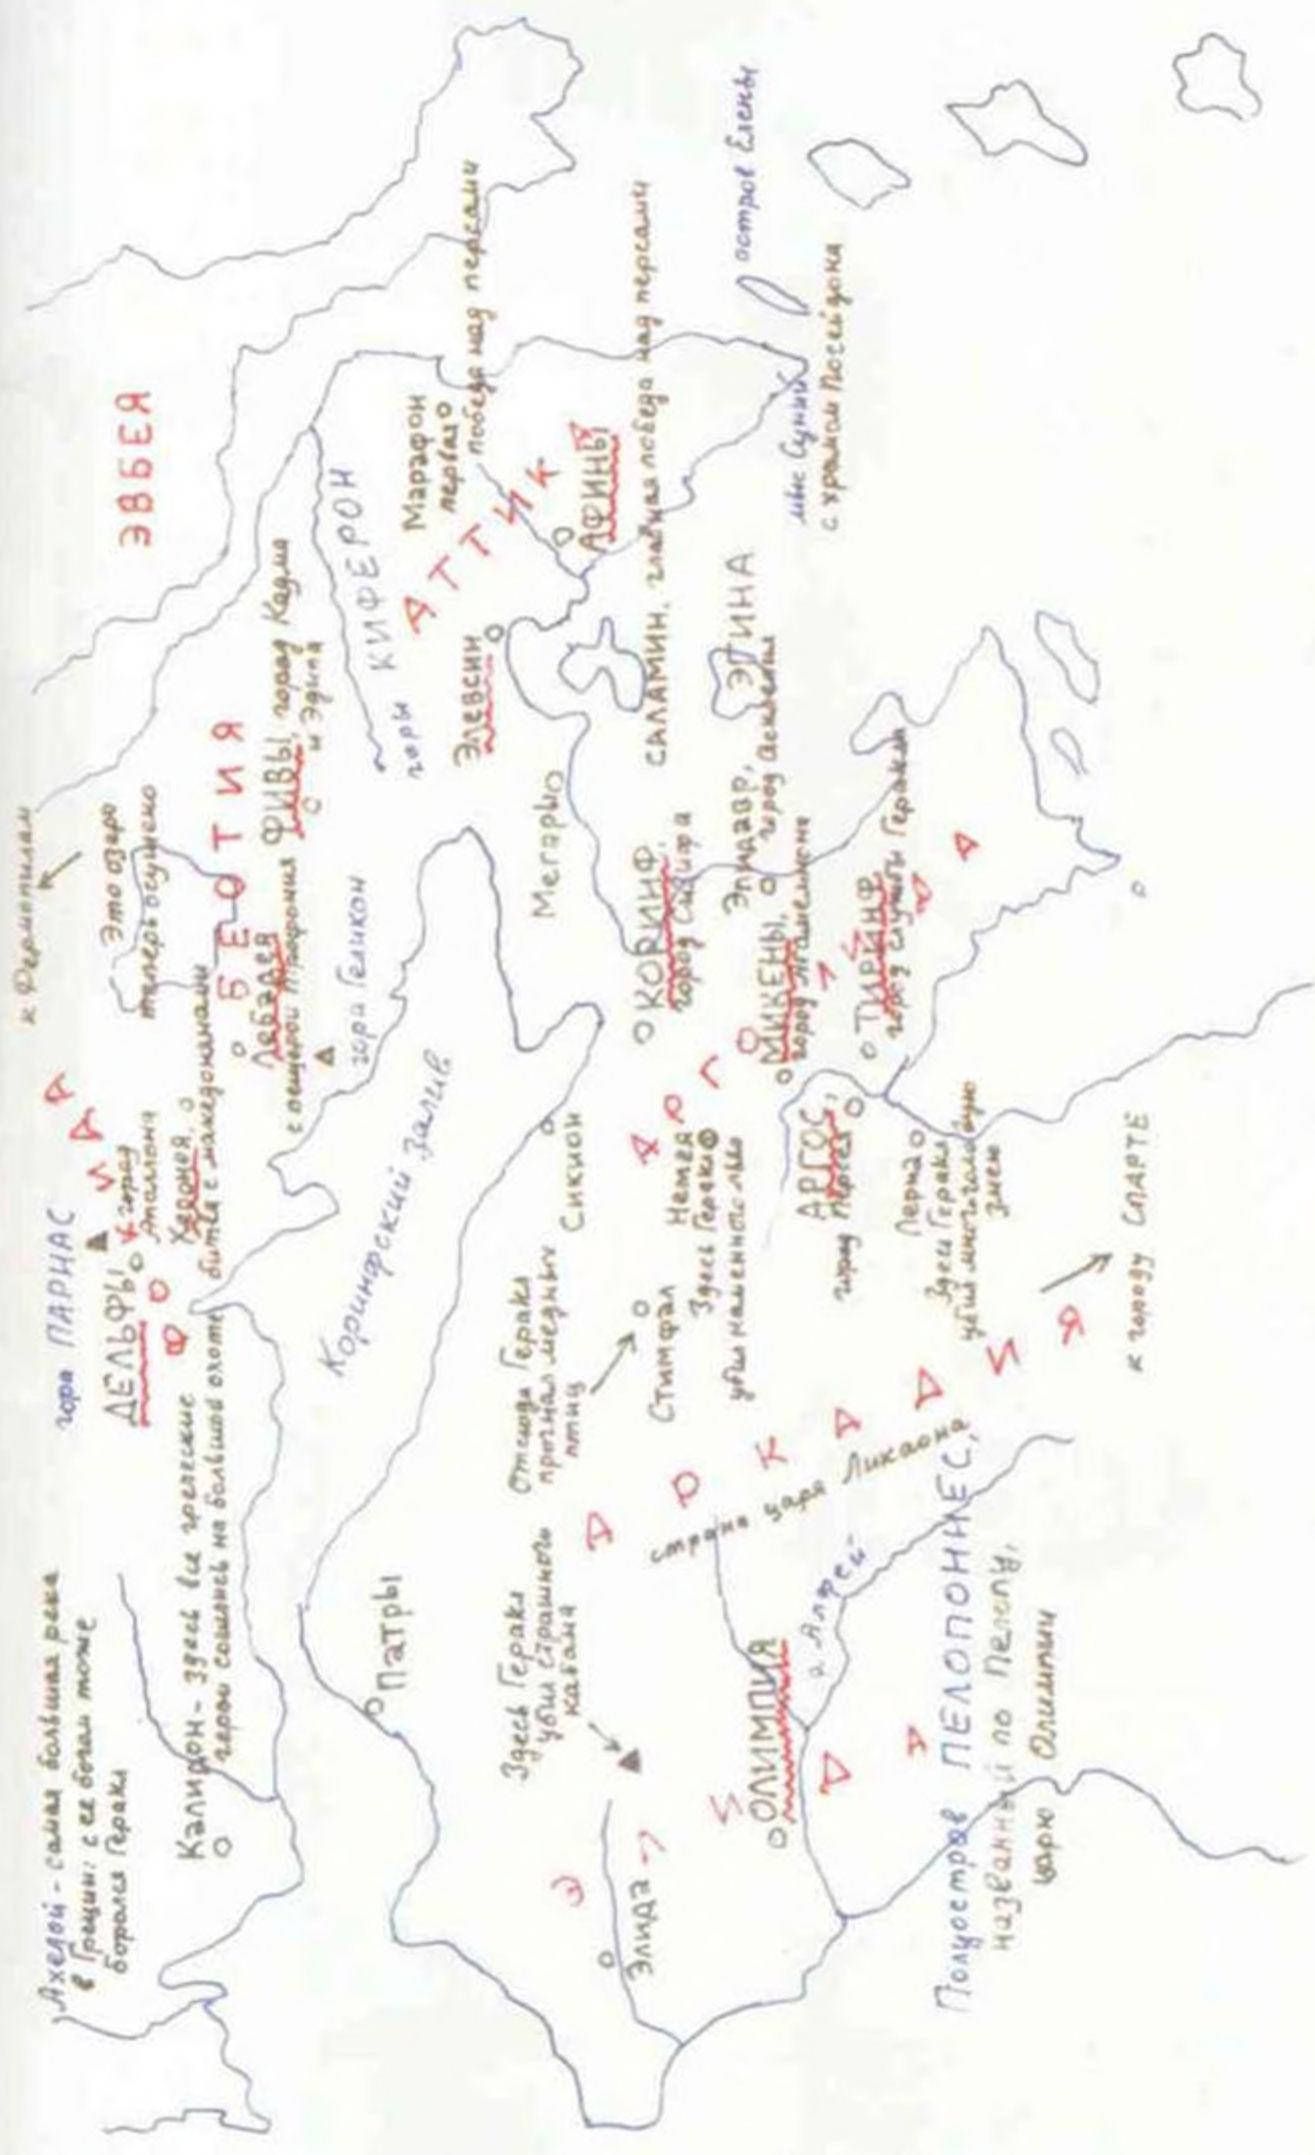 Ахелой - самая большая река
в Греции: с ее богом тоже
боролся Геракл
гора ПАРНАС
к Фермопилам
ДЕЛЬФЫ
город
Аполлона
ФОКИДА
Это озеро
теперь осушено
ЭВБЕЯ
Калидон - здесь все греческие
герои сошлись на большой охоте
Херонея,
битва с македонянами
БЕОТИЯ
Лебадея
с пещерой Трофония
ФИВЫ, город Кадма
и Эдипа
гора Геликон
горы КИФЕРОН
Коринфский залив
Марафон
первая
победа над персами
АТТИКА
Элевсин
АФИНЫ
Патры
Мегары
Сикион
Отсюда Геракл
прогнал медных
птиц
Здесь Геракл
убил страшного
кабана
САЛАМИН, главная победа над персами
остров Елены
КОРИНФ,
город Сизифа
Стимфал
Немея
Здесь Геракл
убил каменного льва
АРГОЛИДА
ЭГИНА
мыс Суний
с храмом Посейдона
Эпидавр,
город Асклепия
МИКЕНЫ,
город Агамемнона
Элида
ЭЛИДА
АРКАДИЯ
страна царя Ликаона
ОЛИМПИЯ
р. Алфей
АРГОС,
город Персея
ТИРИНФ
город службы Геракла
Лерна
Здесь Геракл
убил многоголовую
змею
Полуостров ПЕЛОПОННЕС,
названный по Пелопу,
царю Олимпии
к городу СПАРТЕ